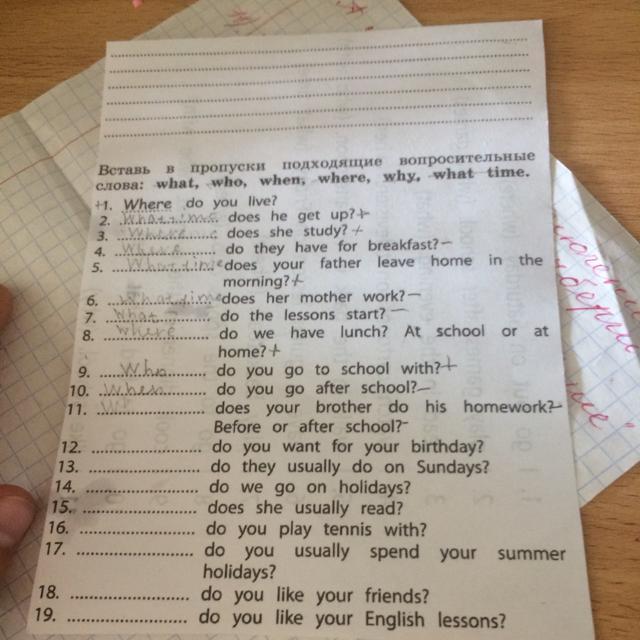 Вставь в пропуски подходящие вопросительные
слова: what, who, when, where, why, what time.
+1. Where do you live?
2. What time does he get up?+
3. Where does she study?+
4. Where do they have for breakfast?–
5. What time does your father leave home in the
morning?+
6. What time does her mother work?–
7. What do the lessons start?–
8. Where do we have lunch? At school or at
home?+
9. Who do you go to school with?+
10. When do you go after school?–
11. Wh does your brother do his homework?–
Before or after school?–
12. .................. do you want for your birthday?
13. .................. do they usually do on Sundays?
14. .................. do we go on holidays?
15. .................. does she usually read?
16. .................. do you play tennis with?
17. .................. do you usually spend your summer
holidays?
18. .................. do you like your friends?
19. .................. do you like your English lessons?